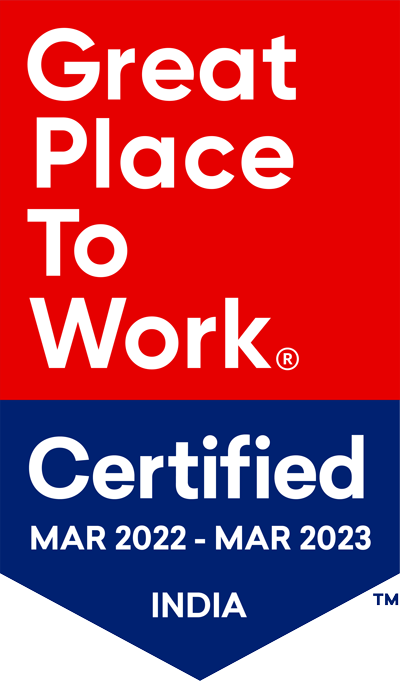 Great
Place
To
Work®
Certified
MAR 2022 - MAR 2023
INDIA
TM